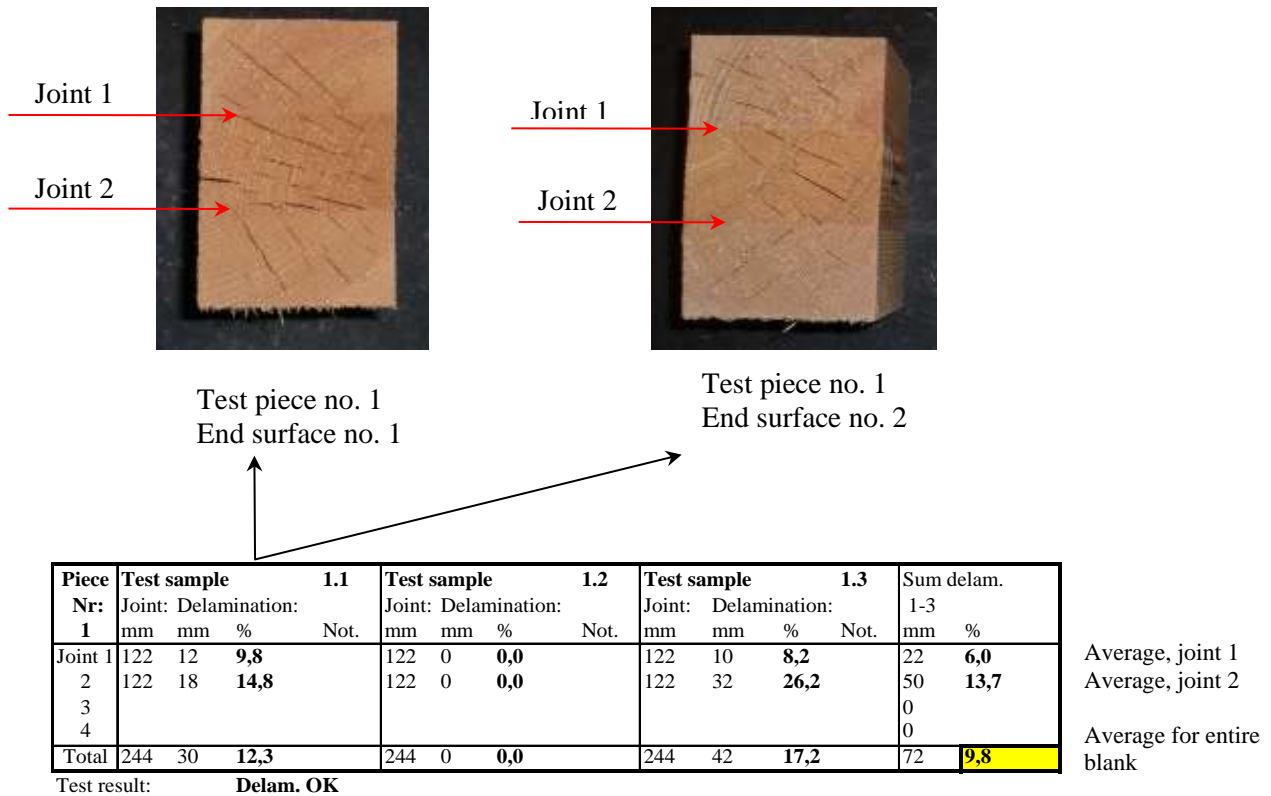 Joint 1
Joint 2
Joint 1
Joint 2
Test piece no. 1
End surface no. 1
Test piece no. 1
End surface no. 2
Piece Test sample 1.1 Test sample 1.2 Test sample 1.3 Sum delam.
Nr: Joint: Delamination: Joint: Delamination: Joint: Delamination: 1-3
1 mm mm % Not. mm mm % Not. mm mm % Not. mm %
Joint 1 122 12 9,8 122 0 0,0 122 10 8,2 22 6,0 Average, joint 1
2 122 18 14,8 122 0 0,0 122 32 26,2 50 13,7 Average, joint 2
3 0
4 0
Total 244 30 12,3 244 0 0,0 244 42 17,2 72 9,8 Average for entire
blank
Test result: Delam. OK